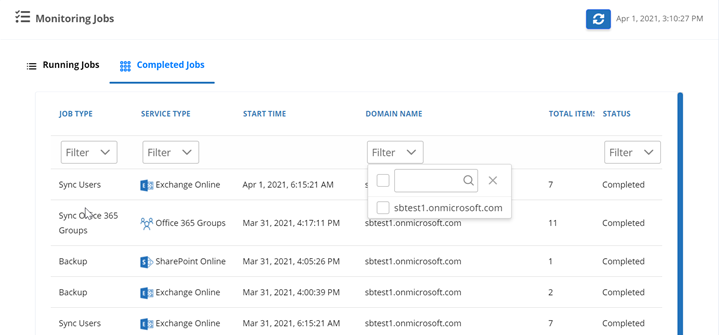 Monitoring Jobs
Apr 1, 2021, 3:10:27 PM
Running Jobs
Completed Jobs
JOB TYPE SERVICE TYPE START TIME DOMAIN NAME TOTAL ITEMS STATUS
Filter Filter Filter Filter
Sync Users Exchange Online Apr 1, 2021, 6:15:21 AM 7 Completed
sbtest1.onmicrosoft.com
Sync Office 365
Groups
Office 365 Groups Mar 31, 2021, 4:17:11 PM sbtest1.onmicrosoft.com 11 Completed
Backup SharePoint Online Mar 31, 2021, 4:05:26 PM sbtest1.onmicrosoft.com 1 Completed
Backup Exchange Online Mar 31, 2021, 4:00:39 PM sbtest1.onmicrosoft.com 2 Completed
Sync Users Exchange Online Mar 31, 2021, 6:15:21 AM sbtest1.onmicrosoft.com 7 Completed